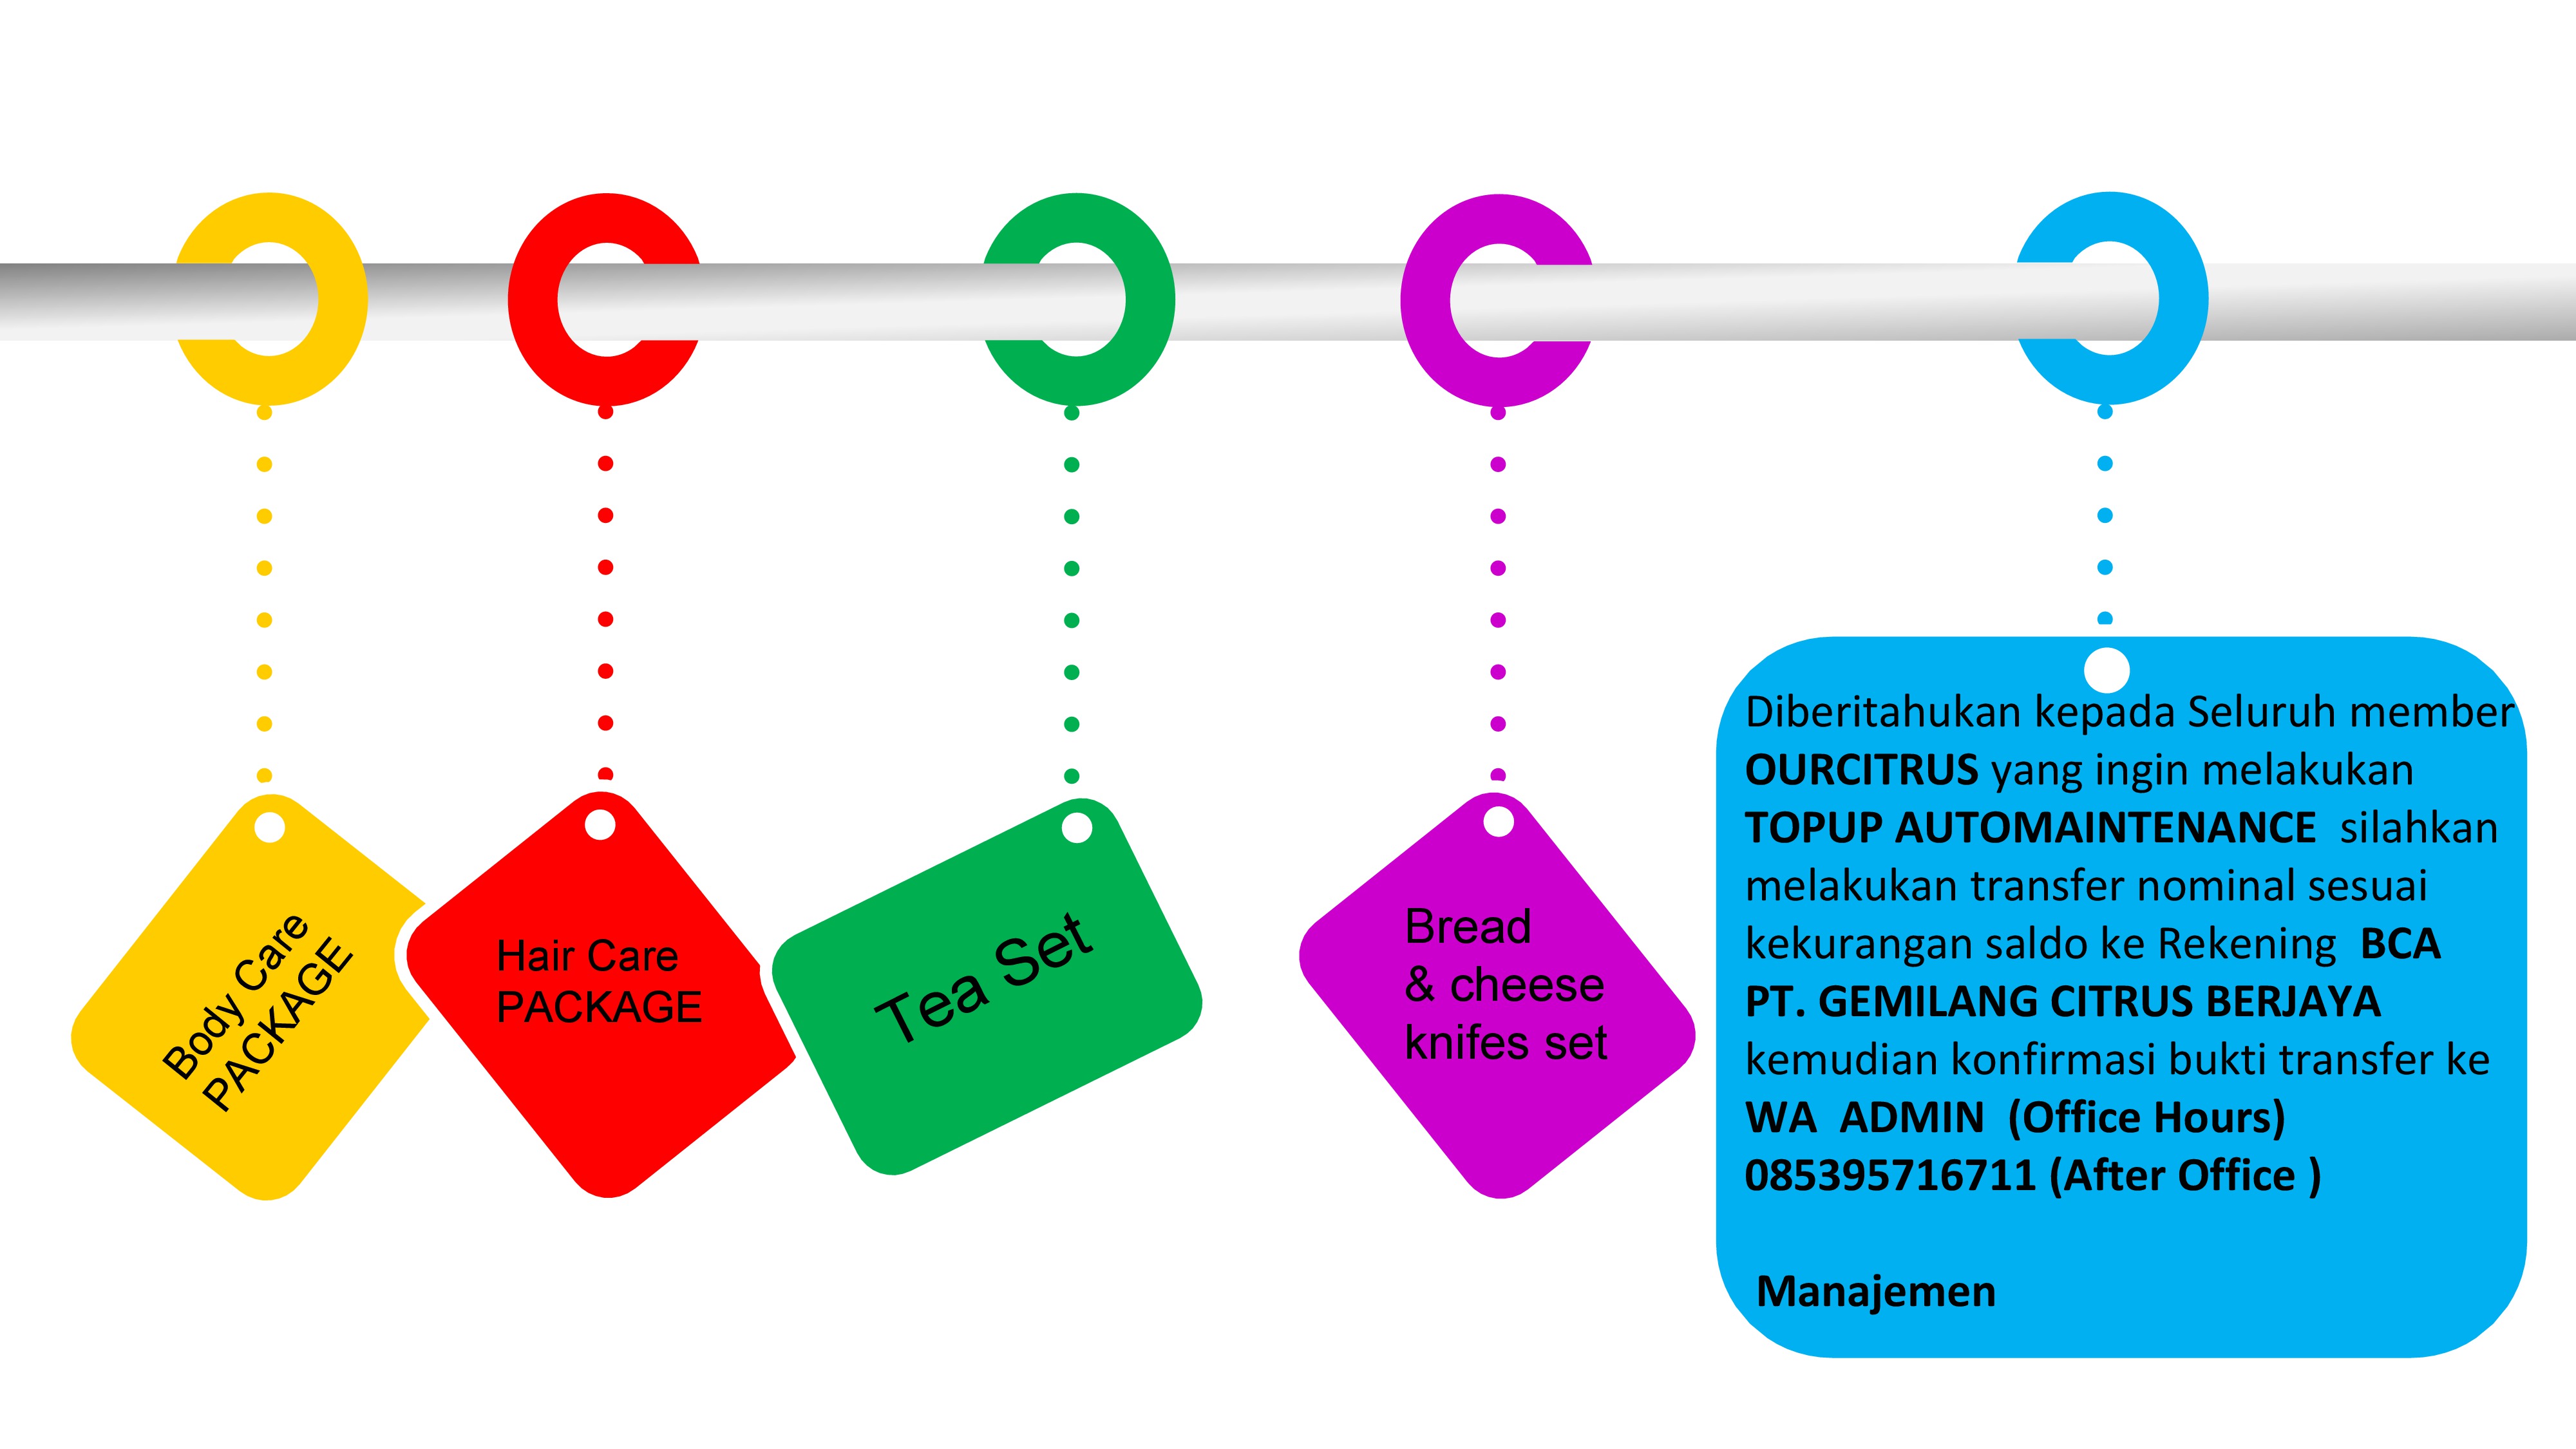 Body Care
PACKAGE
Hair Care
PACKAGE
Tea Set
Bread
& cheese
knifes set
Diberitahukan kepada Seluruh member
OURCITRUS yang ingin melakukan
TOPUP AUTOMAINTENANCE silahkan
melakukan transfer nominal sesuai
kekurangan saldo ke Rekening BCA
PT. GEMILANG CITRUS BERJAYA
kemudian konfirmasi bukti transfer ke
WA ADMIN (Office Hours)
085395716711 (After Office )
Manajemen